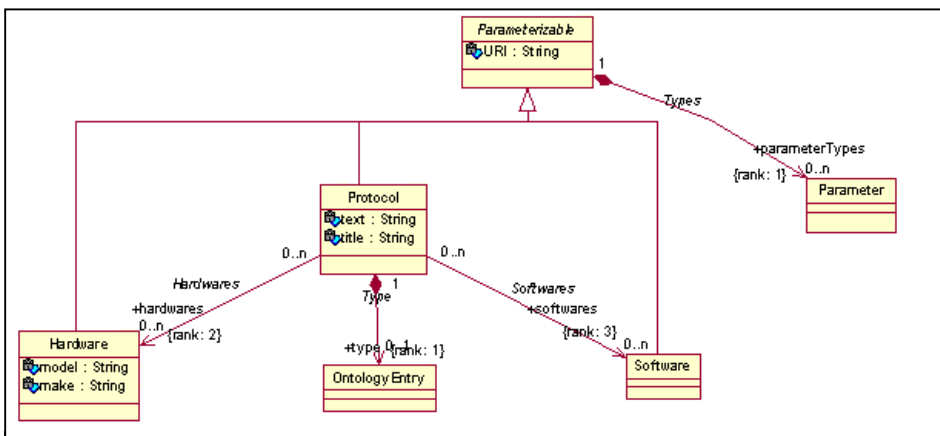 Parameterizable
URI : String
1
Types
+parameterTypes
{rank: 1}
0..n
Parameter
Protocol
text : String
title : String
0..n
0..n
Hardwares
1
Type
Softwares
+hardwares
+softwares
0..n
{rank: 2}
{rank: 3}
0..n
Hardware
+type
0..1
{rank: 1}
model : String
make : String
OntologyEntry
Software